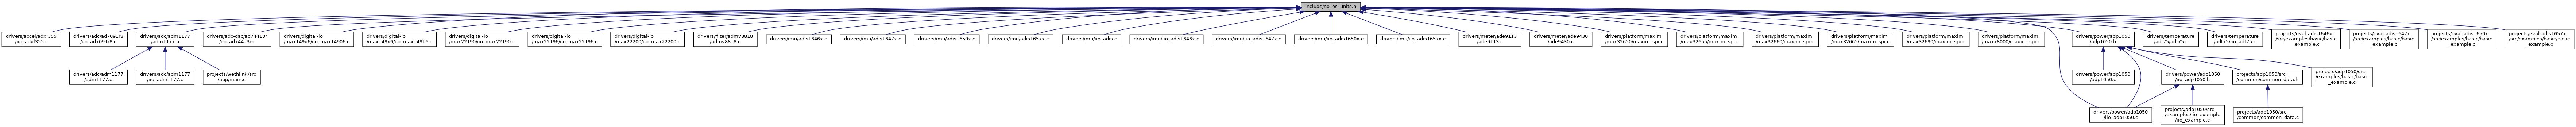 include/no_os_units.h
drivers/accel/adxl355
/iio_adxl355.c
drivers/adc/ad7091r8
/iio_ad7091r8.c
drivers/adc/adm1177
/adm1177.h
drivers/adc-dac/ad74413r
/iio_ad74413r.c
drivers/digital-io
/max149x6/iio_max14906.c
drivers/digital-io
/max149x6/iio_max14916.c
drivers/digital-io
/max22190/iio_max22190.c
drivers/digital-io
/max22196/iio_max22196.c
drivers/digital-io
/max22200/iio_max22200.c
drivers/filter/admv8818
/admv8818.c
drivers/imu/adis1646x.c
drivers/imu/adis1647x.c
drivers/imu/adis1650x.c
drivers/imu/adis1657x.c
drivers/imu/iio_adis.c
drivers/imu/iio_adis1646x.c
drivers/imu/iio_adis1647x.c
drivers/imu/iio_adis1650x.c
drivers/imu/iio_adis1657x.c
drivers/meter/ade9113
/ade9113.c
drivers/meter/ade9430
/ade9430.c
drivers/platform/maxim
/max32650/maxim_spi.c
drivers/platform/maxim
/max32655/maxim_spi.c
drivers/platform/maxim
/max32660/maxim_spi.c
drivers/platform/maxim
/max32665/maxim_spi.c
drivers/platform/maxim
/max32690/maxim_spi.c
drivers/platform/maxim
/max78000/maxim_spi.c
drivers/power/adp1050
/adp1050.h
drivers/temperature
/adt75/adt75.c
drivers/temperature
/adt75/iio_adt75.c
projects/eval-adis1646x
/src/examples/basic/basic
_example.c
projects/eval-adis1647x
/src/examples/basic/basic
_example.c
projects/eval-adis1650x
/src/examples/basic/basic
_example.c
projects/eval-adis1657x
/src/examples/basic/basic
_example.c
drivers/adc/adm1177
/adm1177.c
drivers/adc/adm1177
/iio_adm1177.c
projects/wethlink/src
/app/main.c
drivers/power/adp1050
/adp1050.c
drivers/power/adp1050
/iio_adp1050.h
projects/adp1050/src
/common/common_data.h
projects/adp1050/src
/examples/basic/basic
_example.c
drivers/power/adp1050
/iio_adp1050.c
projects/adp1050/src
/examples/iio_example
/iio_example.c
projects/adp1050/src
/common/common_data.c